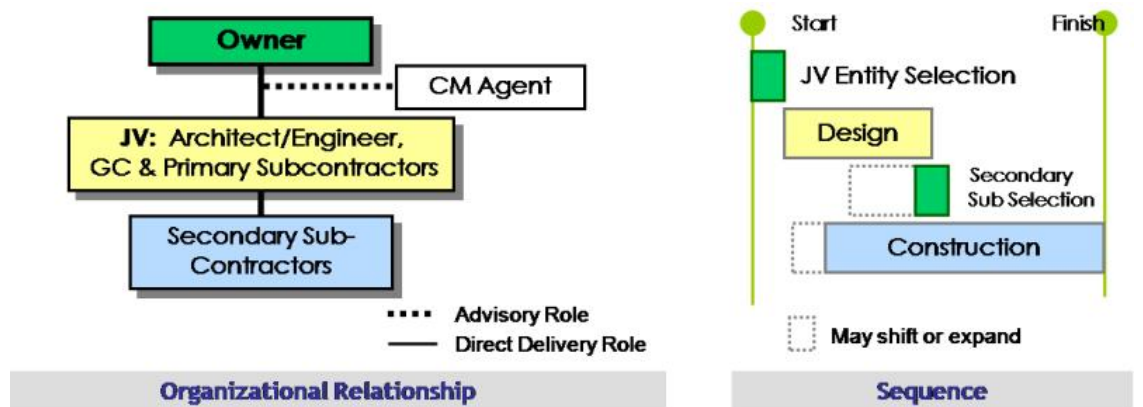 Owner
CM Agent
JV: Architect/Engineer,
GC & Primary Subcontractors
Secondary Sub-
Contractors
Advisory Role
Direct Delivery Role
Organizational Relationship
Start
Finish
JV Entity Selection
Design
Secondary
Sub Selection
Construction
May shift or expand
Sequence